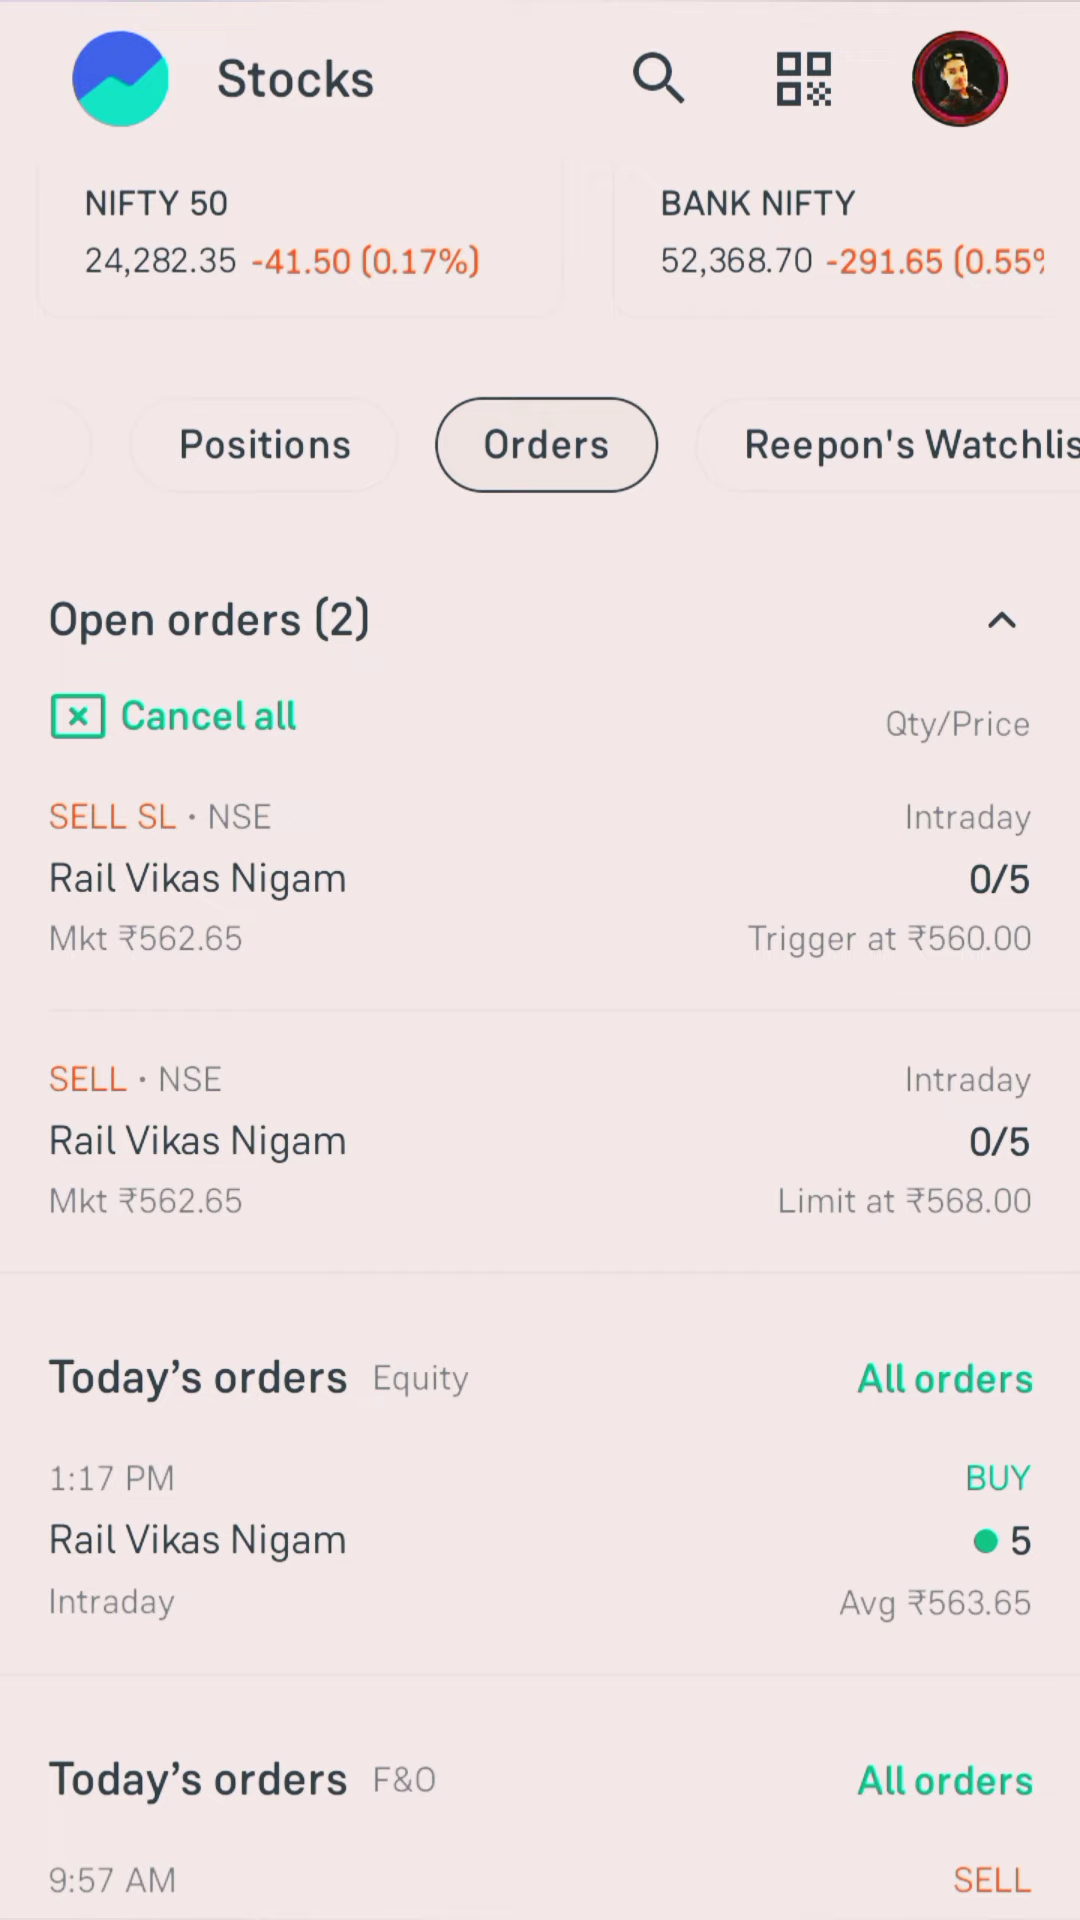 Stocks
NIFTY 50
24,282.35 -41.50 (0.17%)
BANK NIFTY
52,368.70 -291.65 (0.55%
Positions
Orders
Reepon's Watchlis
Open orders (2)
Cancel all
Qty/Price
SELL SL · NSE
Intraday
Rail Vikas Nigam
0/5
Mkt ₹562.65
Trigger at ₹560.00
SELL · NSE
Intraday
Rail Vikas Nigam
0/5
Mkt ₹562.65
Limit at ₹568.00
Today’s orders Equity
All orders
1:17 PM
BUY
Rail Vikas Nigam
5
Intraday
Avg ₹563.65
Today’s orders F&O
All orders
9:57 AM
SELL